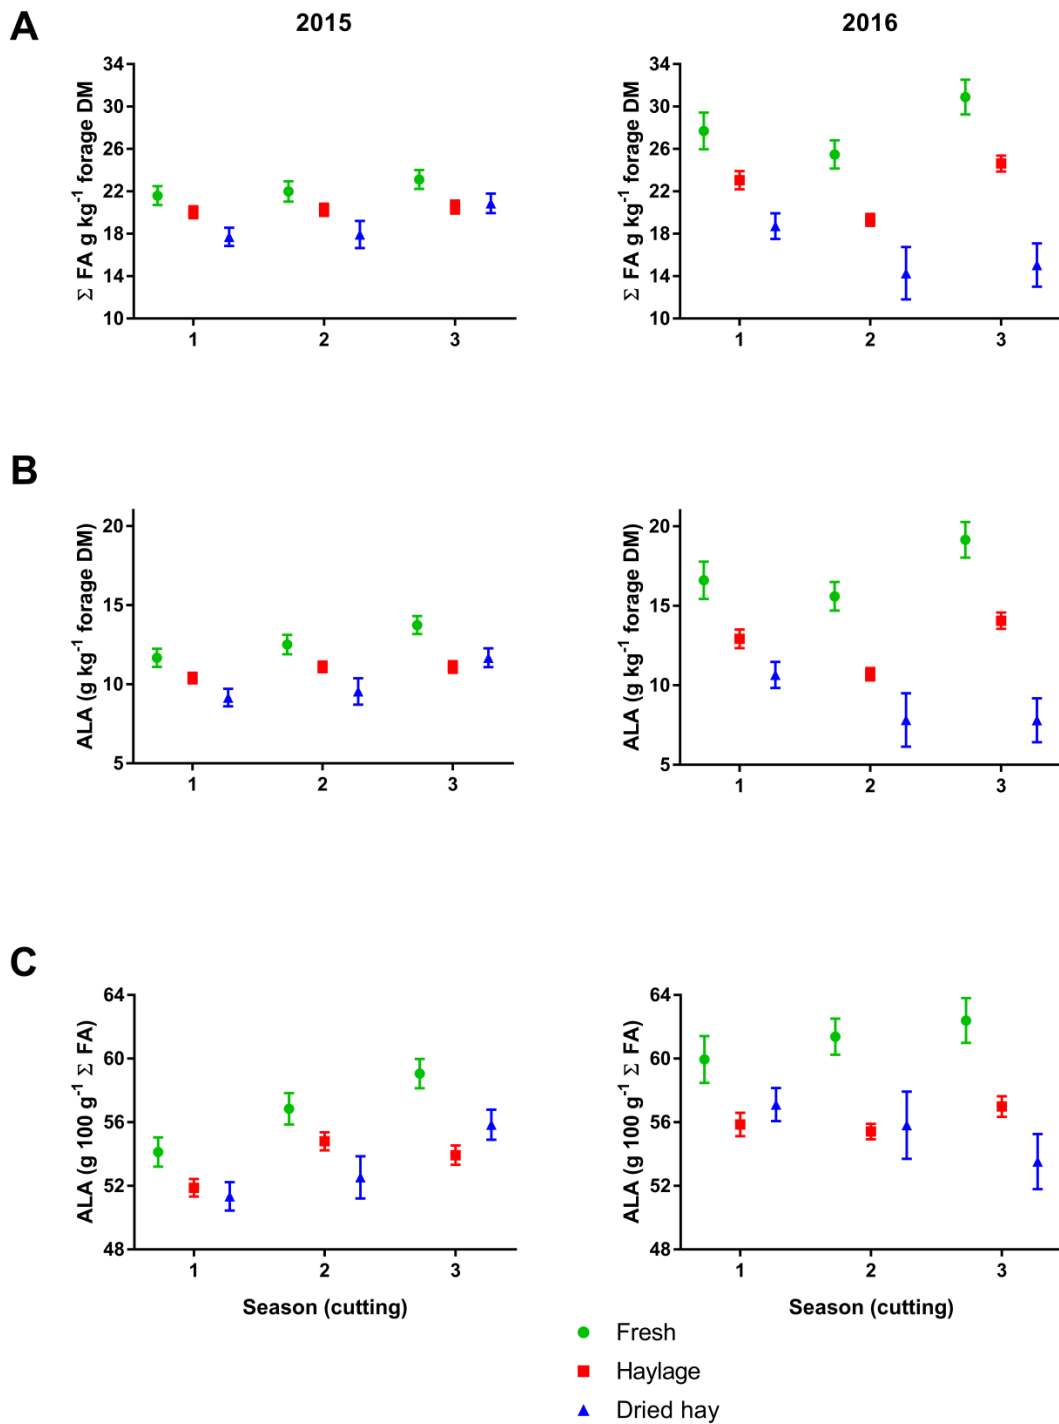 A
2015
2016
Σ FA g kg⁻¹ forage DM
34
30
26
22
18
14
10
1 2 3
Σ FA g kg⁻¹ forage DM
34
30
26
22
18
14
10
1 2 3
B
ALA (g kg⁻¹ forage DM)
20
15
10
5
1 2 3
ALA (g kg⁻¹ forage DM)
20
15
10
5
1 2 3
C
ALA (g 100 g⁻¹ Σ FA)
64
60
56
52
48
1 2 3
Season (cutting)
ALA (g 100 g⁻¹ Σ FA)
64
60
56
52
48
1 2 3
Season (cutting)
Fresh
Haylage
Dried hay